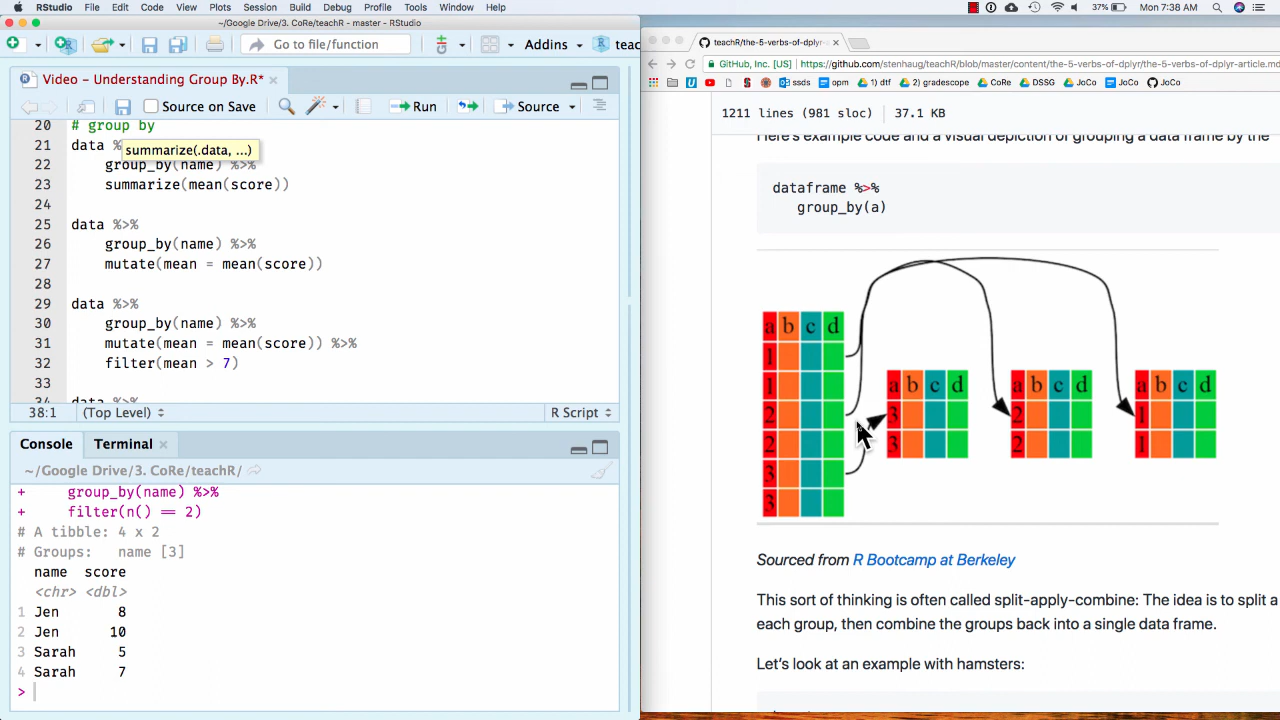 RStudio File Edit Code View Plots Session Build Debug Profile Tools Window Help 37% Mon 7:38 AM
~/Google Drive/3. CoRe/teachR - master - RStudio
Go to file/function Addins teac
Video – Understanding Group By.R* ×
Source on Save Run Source
20 # group by
21 data %
summarize(.data, ...)
22 group_by(name) %>%
23 summarize(mean(score))
24
25 data %>%
26 group_by(name) %>%
27 mutate(mean = mean(score))
28
29 data %>%
30 group_by(name) %>%
31 mutate(mean = mean(score)) %>%
32 filter(mean > 7)
33
34 data %>%
38:1 (Top Level) R Script
Console Terminal ×
~/Google Drive/3. CoRe/teachR/
+ group_by(name) %>%
+ filter(n() == 2)
# A tibble: 4 x 2
# Groups: name [3]
name score
<chr> <dbl>
1 Jen 8
2 Jen 10
3 Sarah 5
4 Sarah 7
>
teachR/the-5-verbs-of-dplyr- ×
GitHub, Inc. [US] https://github.com/stenhaug/teachR/blob/master/content/the-5-verbs-of-dplyr/the-5-verbs-of-dplyr-article.md
ssds opm 1) dtf 2) gradescope CoRe DSSG JoCo JoCo JoCo
1211 lines (981 sloc) 37.1 KB
Here's example code and a visual depiction of grouping a data frame by the
dataframe %>%
group_by(a)
a b c d
1
1
2
2
3
3
a b c d
3
3
a b c d
2
2
a b c d
1
1
Sourced from R Bootcamp at Berkeley
This sort of thinking is often called split-apply-combine: The idea is to split a
each group, then combine the groups back into a single data frame.
Let's look at an example with hamsters: